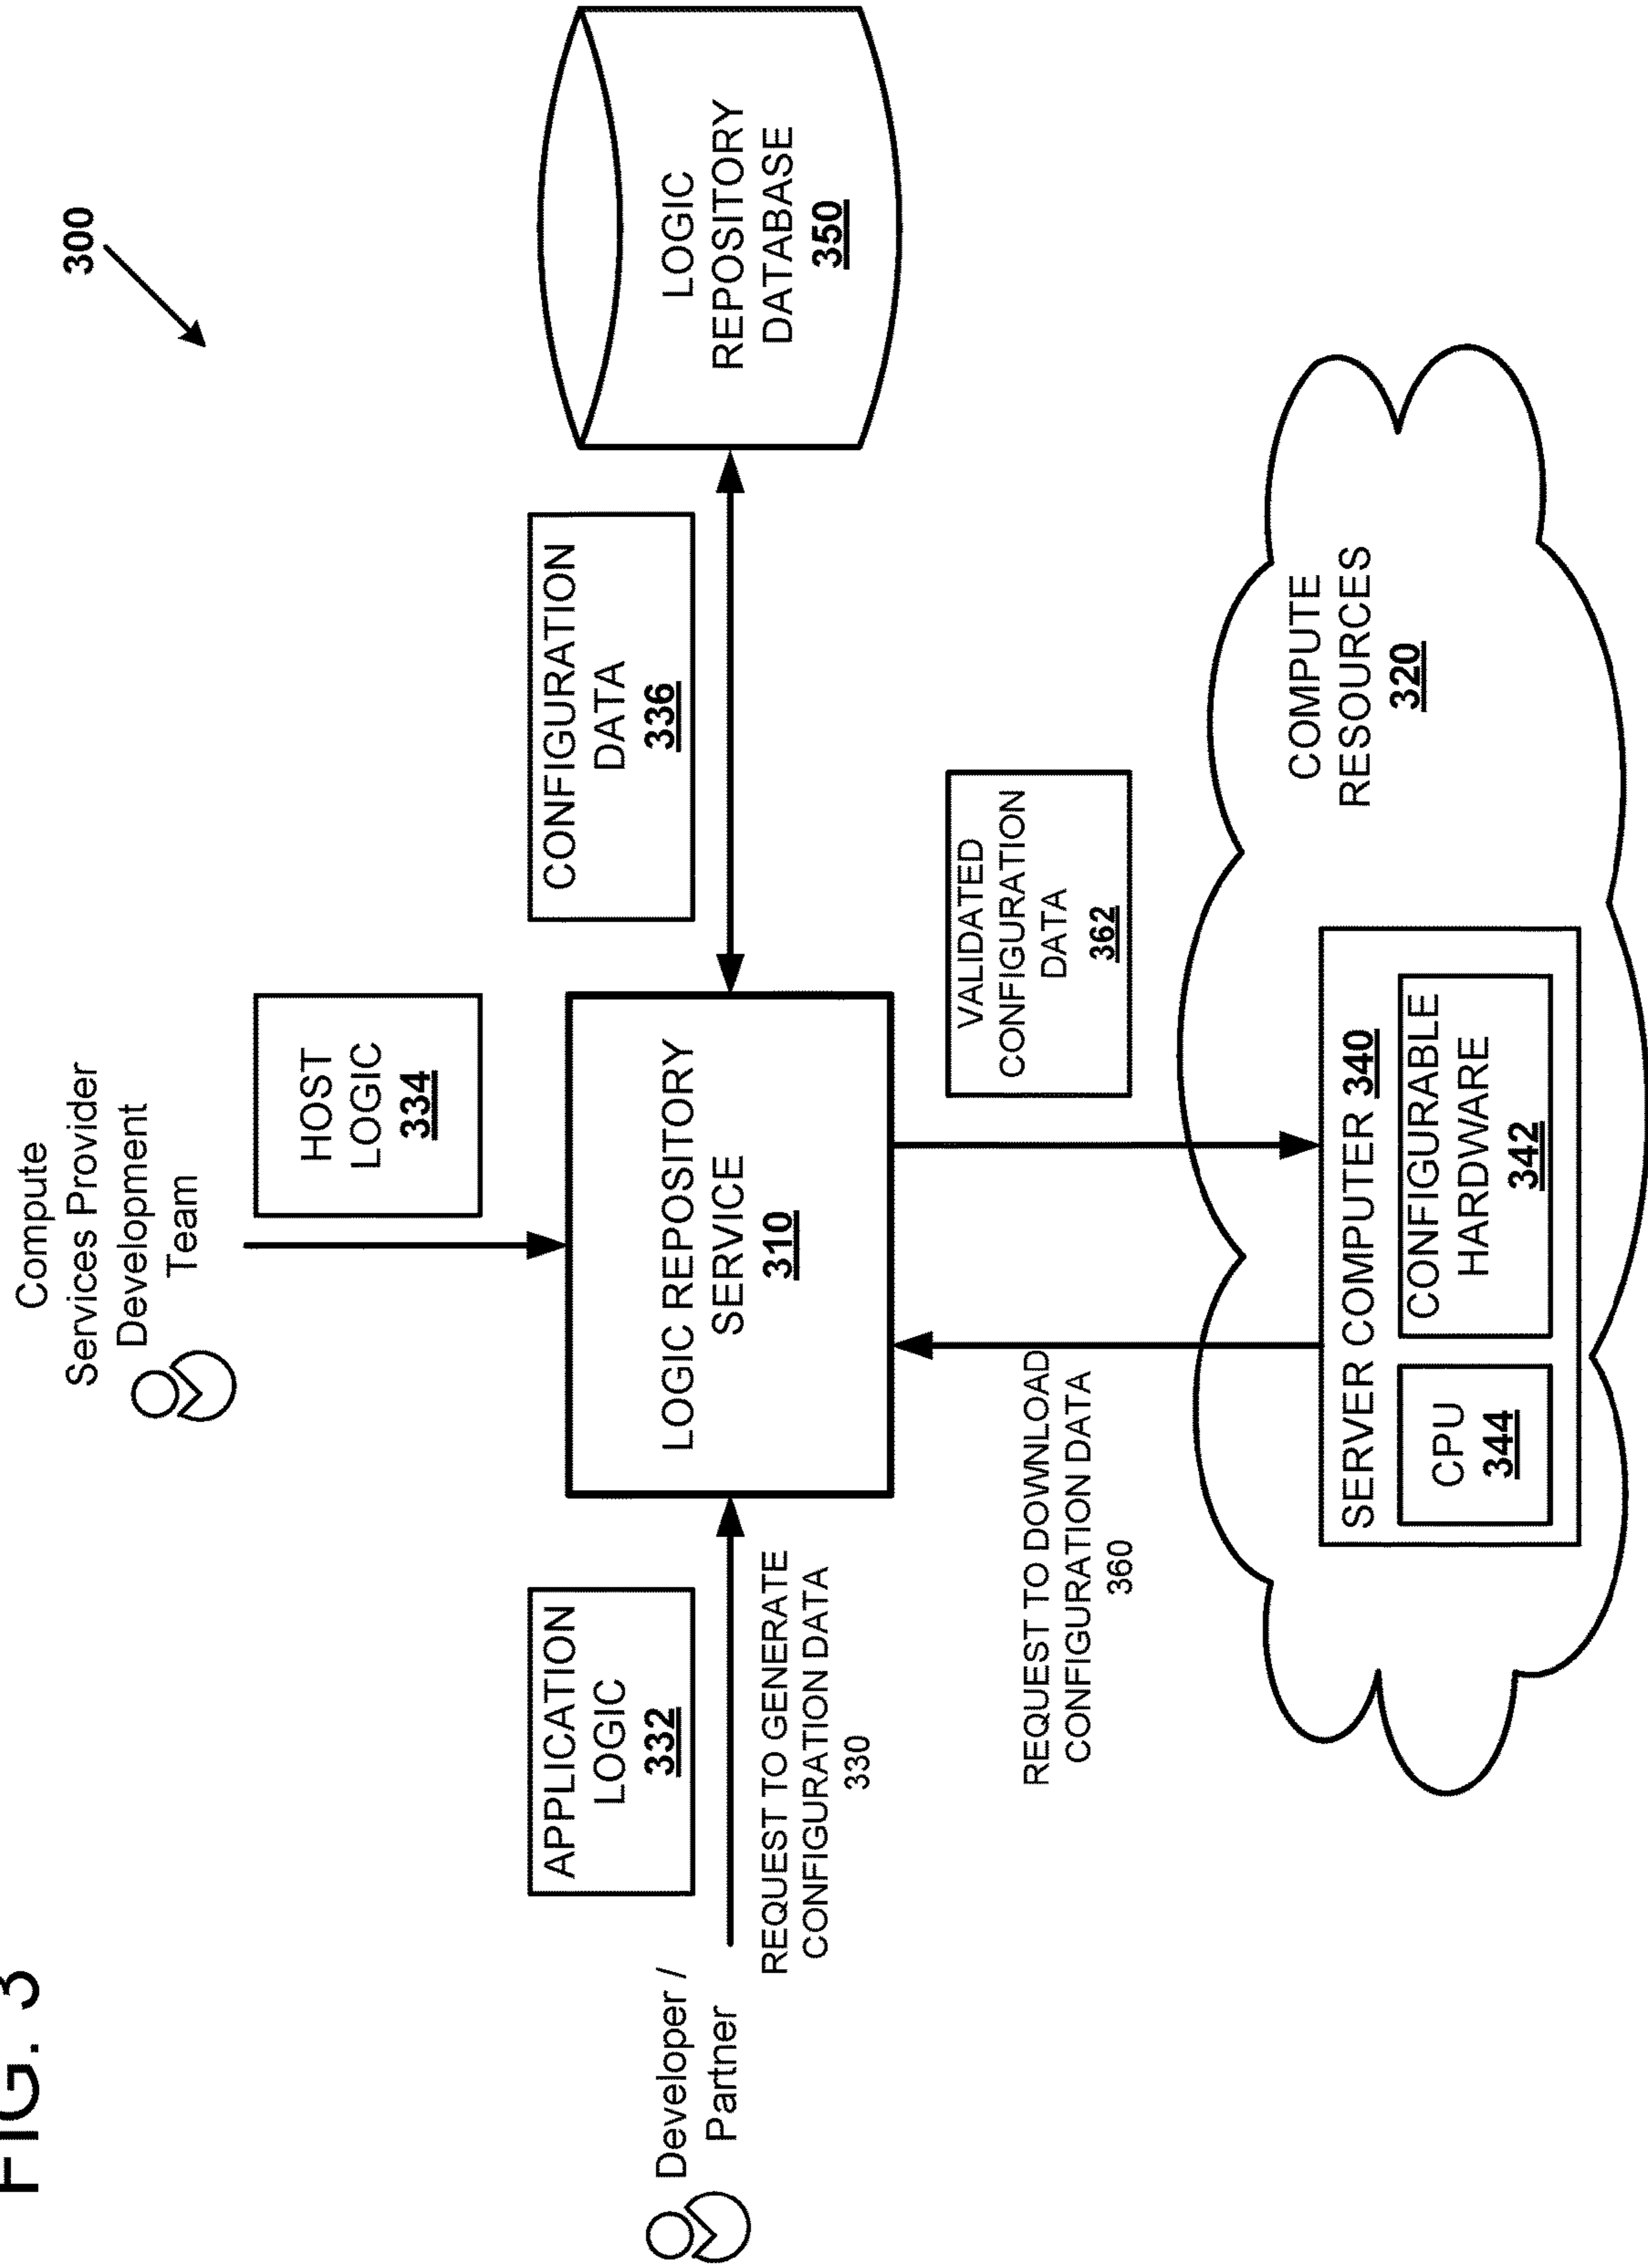 FIG. 3
300
Compute
Services Provider
Development
Team
HOST
LOGIC
334
APPLICATION
LOGIC
332
Developer /
Partner
REQUEST TO GENERATE
CONFIGURATION DATA
330
LOGIC REPOSITORY
SERVICE
310
CONFIGURATION
DATA
336
LOGIC
REPOSITORY
DATABASE
350
REQUEST TO DOWNLOAD
CONFIGURATION DATA
360
VALIDATED
CONFIGURATION
DATA
362
SERVER COMPUTER 340
CPU
344
CONFIGURABLE
HARDWARE
342
COMPUTE
RESOURCES
320